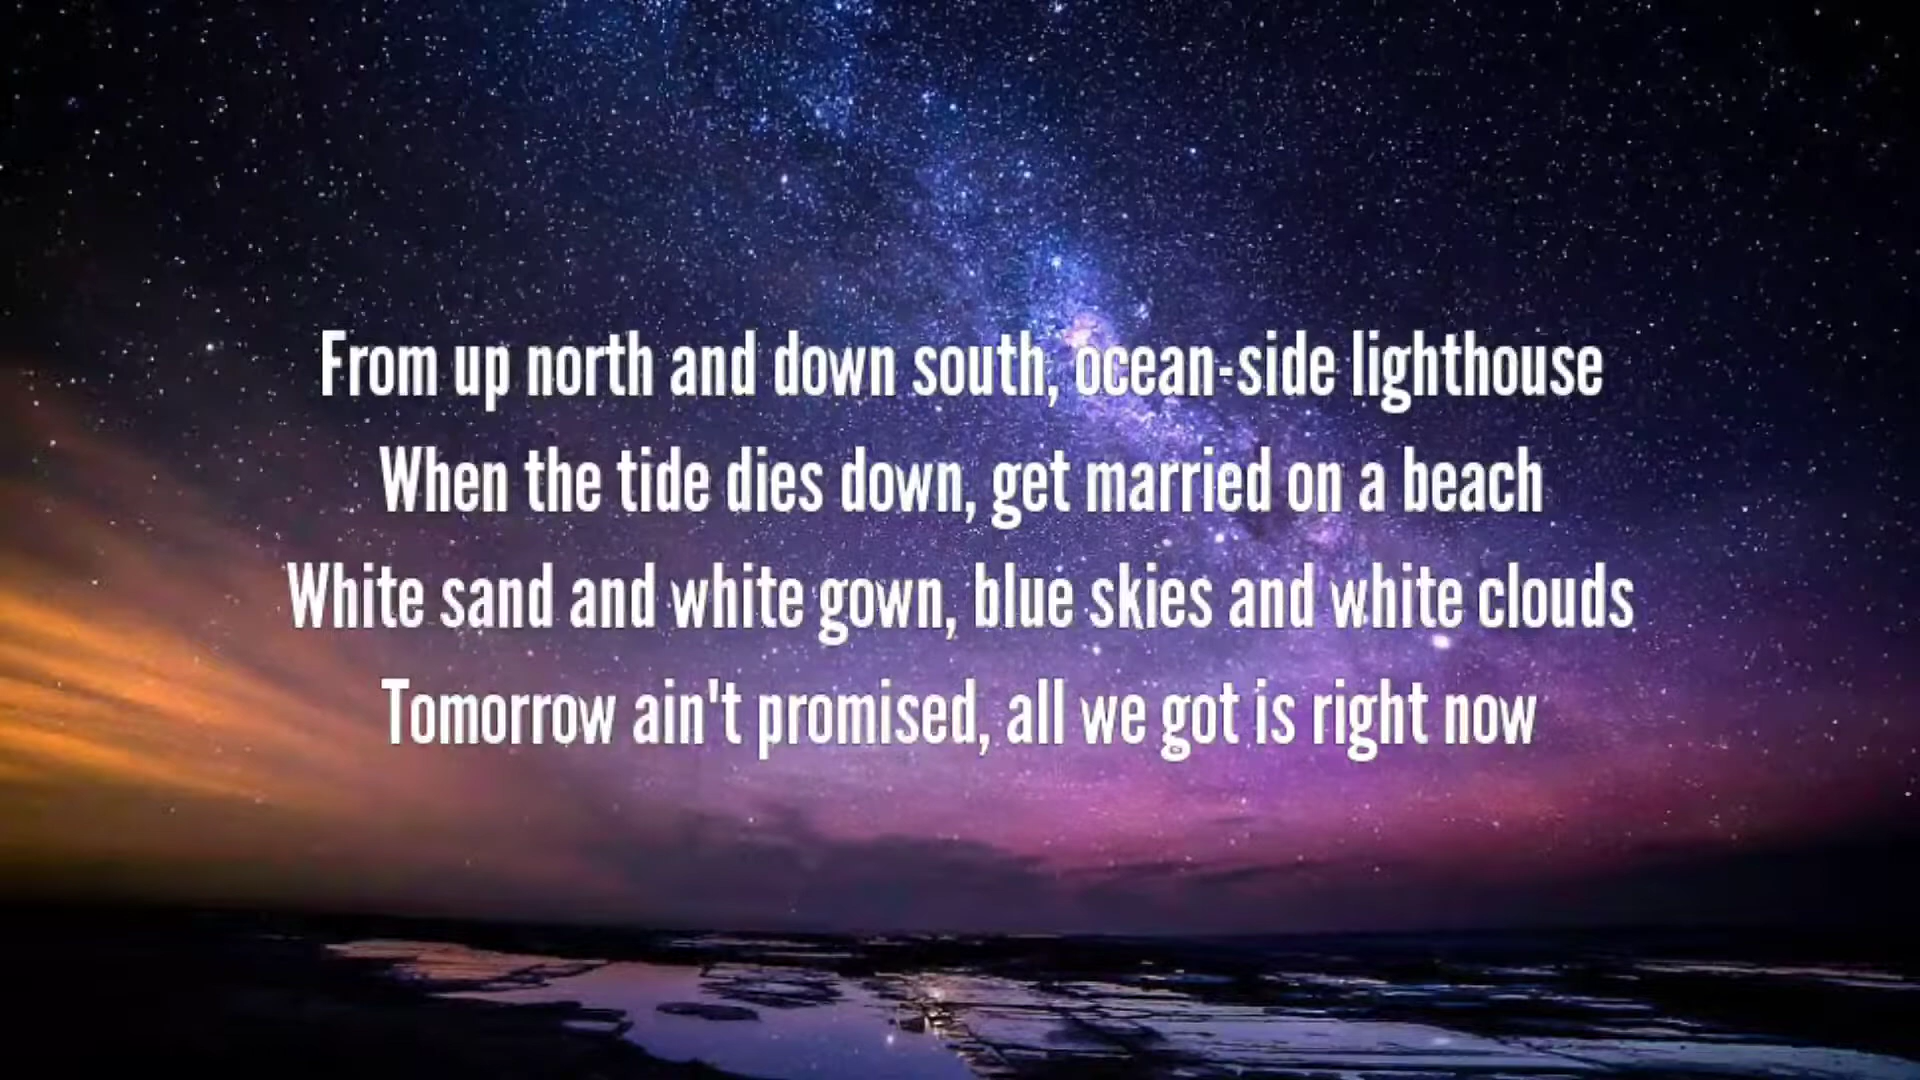 From up north and down south, ocean-side lighthouse
When the tide dies down, get married on a beach
White sand and white gown, blue skies and white clouds
Tomorrow ain't promised, all we got is right now